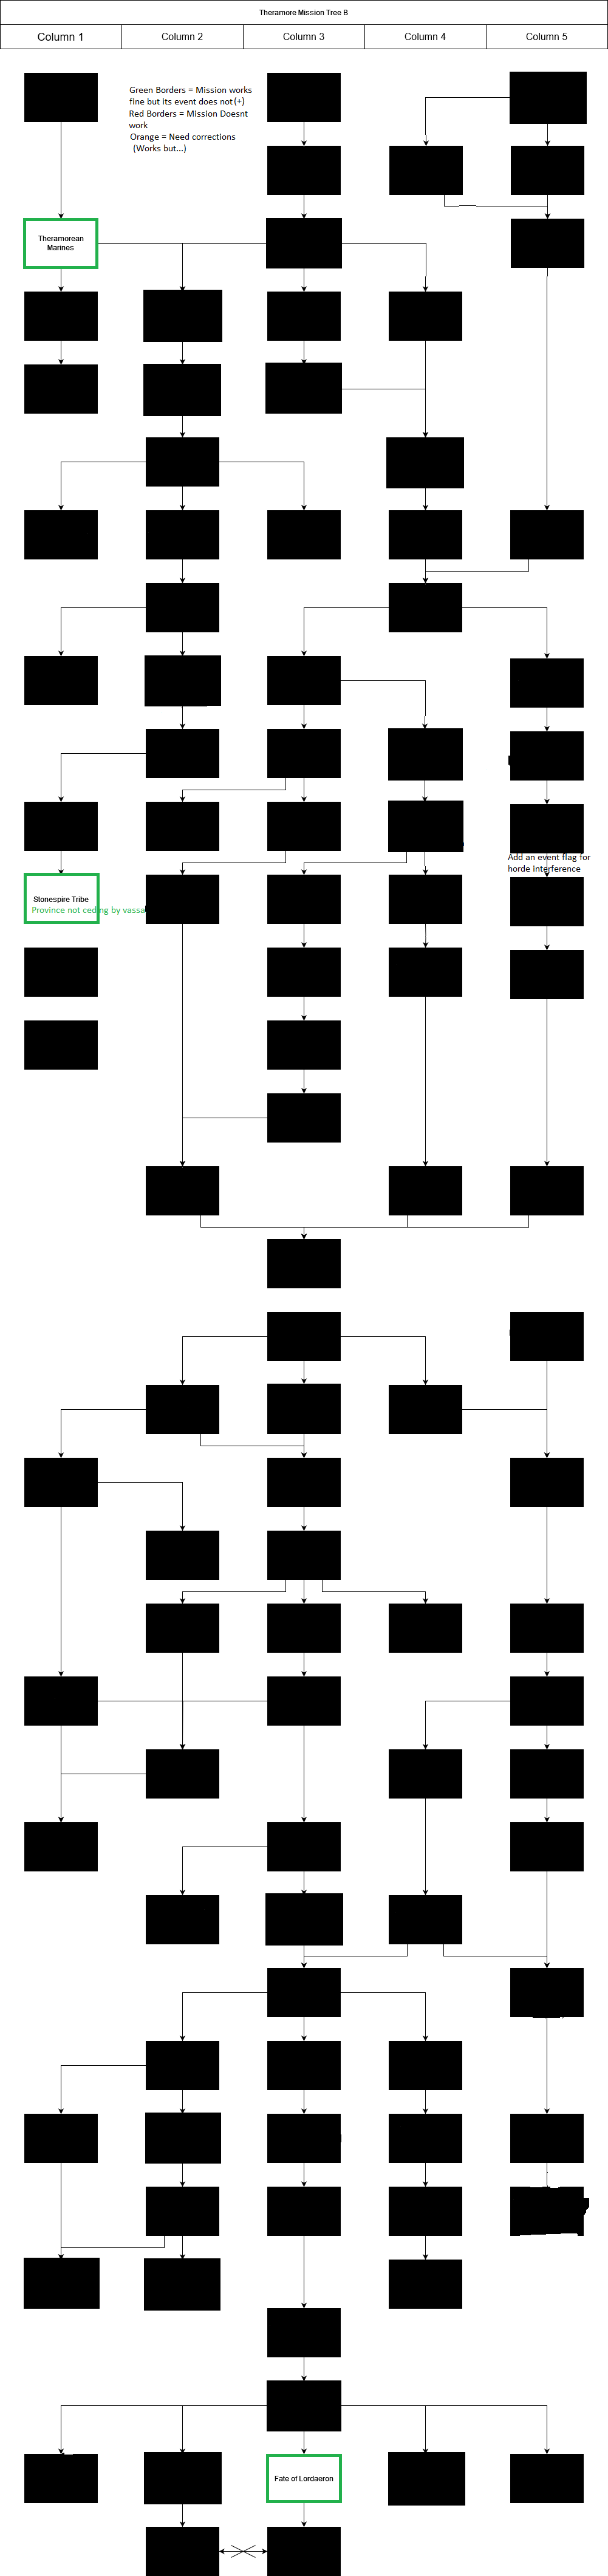 Theramore Mission Tree B
Column 1
Column 2
Column 3
Column 4
Column 5
Green Borders = Mission works
fine but its event does not (+)
Red Borders = Mission Doesnt
work
Orange = Need corrections
(Works but...)
Theramorean
Marines
Add an event flag for
horde interference
Stonespire Tribe
Province not ceding by vassa
Fate of Lordaeron